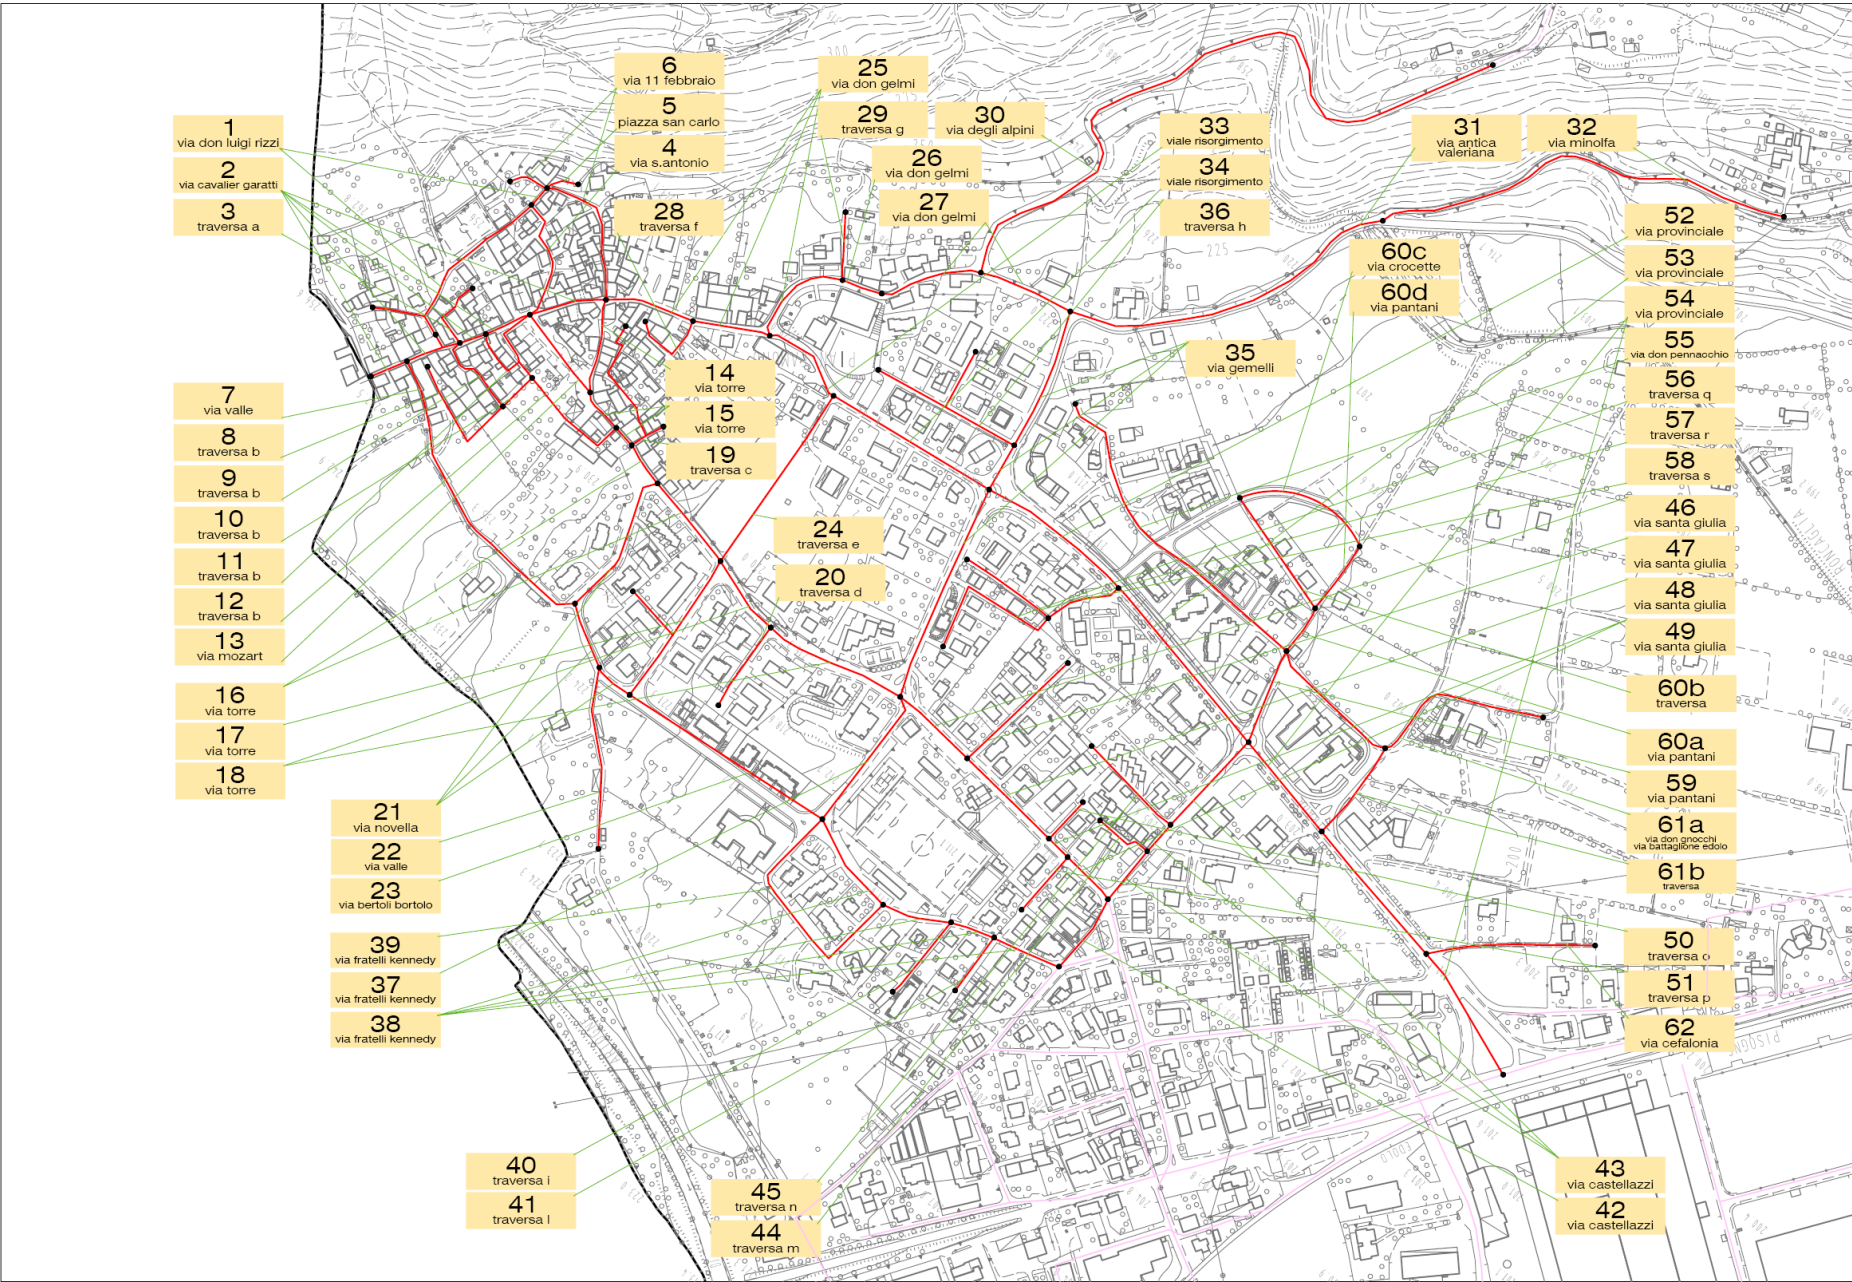 1
via don luigi rizzi
2
via cavalier garatti
3
traversa a
6
via 11 febbraio
5
piazza san carlo
4
via s.antonio
28
traversa f
25
via don gelmi
29
traversa g
26
via don gelmi
27
via don gelmi
30
via degli alpini
33
viale risorgimento
34
viale risorgimento
36
traversa h
31
via antica
valeriana
32
via minolfa
60c
via crocette
60d
via pantani
35
via gemelli
52
via provinciale
53
via provinciale
54
via provinciale
55
via don pennacchio
56
traversa q
57
traversa r
58
traversa s
46
via santa giulia
47
via santa giulia
48
via santa giulia
49
via santa giulia
60b
traversa
60a
via pantani
59
via pantani
61a
via don gnocchi
via battaglione edolo
61b
traversa
50
traversa o
51
traversa p
62
via cefalonia
7
via valle
8
traversa b
9
traversa b
10
traversa b
11
traversa b
12
traversa b
13
via mozart
16
via torre
17
via torre
18
via torre
14
via torre
15
via torre
19
traversa c
24
traversa e
20
traversa d
21
via novella
22
via valle
23
via bertoli bortolo
39
via fratelli kennedy
37
via fratelli kennedy
38
via fratelli kennedy
40
traversa i
41
traversa l
45
traversa n
44
traversa m
43
via castellazzi
42
via castellazzi
300
225